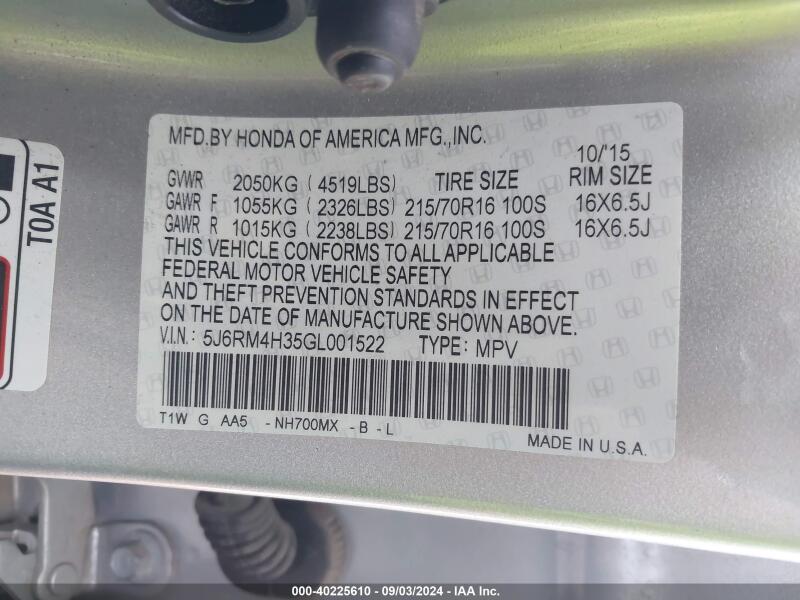 MFD.BY HONDA OF AMERICA MFG.,INC.
10/'15
GVWR 2050KG (4519LBS) TIRE SIZE RIM SIZE
GAWR F 1055KG (2326LBS) 215/70R16 100S 16X6.5J
GAWR R 1015KG (2238LBS) 215/70R16 100S 16X6.5J
THIS VEHICLE CONFORMS TO ALL APPLICABLE
FEDERAL MOTOR VEHICLE SAFETY
AND THEFT PREVENTION STANDARDS IN EFFECT
ON THE DATE OF MANUFACTURE SHOWN ABOVE.
V.I.N.: 5J6RM4H35GL001522 TYPE: MPV
T1W G AA5 -NH700MX -B-L
MADE IN U.S.A.
T0A A1
000-40225610 - 09/03/2024 - IAA Inc.